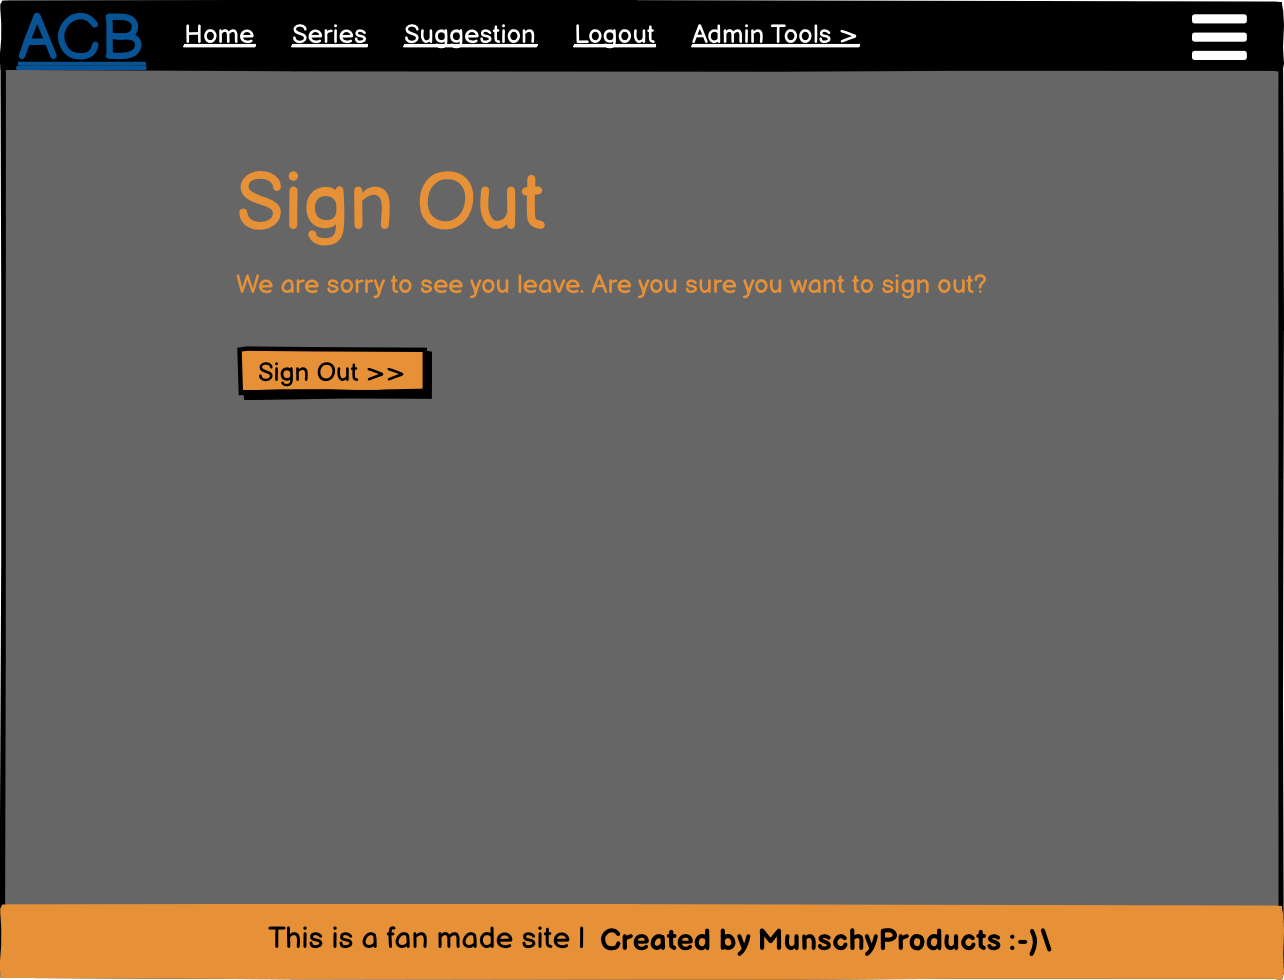 ACB Home Series Suggestion Logout Admin Tools >
Sign Out
We are sorry to see you leave. Are you sure you want to sign out?
Sign Out >>
This is a fan made site | Created by MunschyProducts :-)\